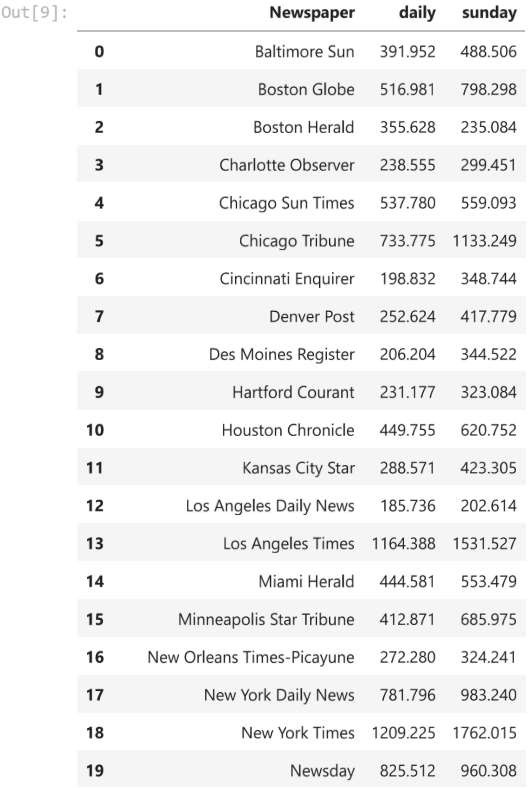 Out[9]:
Newspaper daily sunday
0 Baltimore Sun 391.952 488.506
1 Boston Globe 516.981 798.298
2 Boston Herald 355.628 235.084
3 Charlotte Observer 238.555 299.451
4 Chicago Sun Times 537.780 559.093
5 Chicago Tribune 733.775 1133.249
6 Cincinnati Enquirer 198.832 348.744
7 Denver Post 252.624 417.779
8 Des Moines Register 206.204 344.522
9 Hartford Courant 231.177 323.084
10 Houston Chronicle 449.755 620.752
11 Kansas City Star 288.571 423.305
12 Los Angeles Daily News 185.736 202.614
13 Los Angeles Times 1164.388 1531.527
14 Miami Herald 444.581 553.479
15 Minneapolis Star Tribune 412.871 685.975
16 New Orleans Times-Picayune 272.280 324.241
17 New York Daily News 781.796 983.240
18 New York Times 1209.225 1762.015
19 Newsday 825.512 960.308